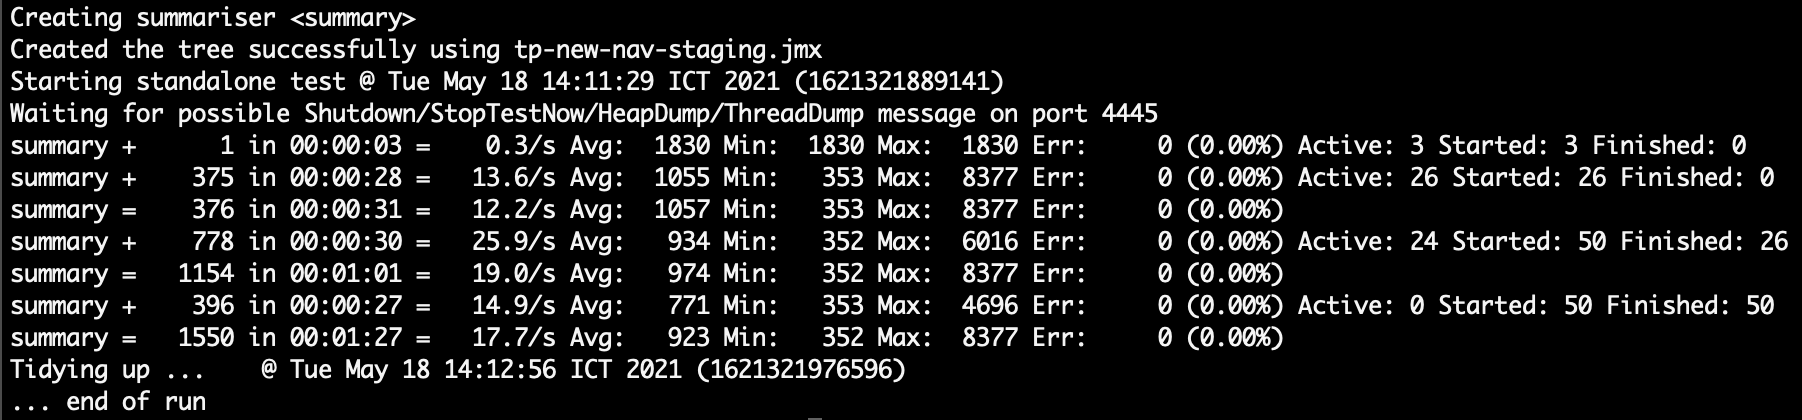 Creating summariser <summary>
Created the tree successfully using tp-new-nav-staging.jmx
Starting standalone test @ Tue May 18 14:11:29 ICT 2021 (1621321889141)
Waiting for possible Shutdown/StopTestNow/HeapDump/ThreadDump message on port 4445
summary +      1 in 00:00:03 =    0.3/s Avg:  1830 Min:  1830 Max:  1830 Err:     0 (0.00%) Active: 3 Started: 3 Finished: 0
summary +    375 in 00:00:28 =   13.6/s Avg:  1055 Min:   353 Max:  8377 Err:     0 (0.00%) Active: 26 Started: 26 Finished: 0
summary =    376 in 00:00:31 =   12.2/s Avg:  1057 Min:   353 Max:  8377 Err:     0 (0.00%)
summary +    778 in 00:00:30 =   25.9/s Avg:   934 Min:   352 Max:  6016 Err:     0 (0.00%) Active: 24 Started: 50 Finished: 26
summary =   1154 in 00:01:01 =   19.0/s Avg:   974 Min:   352 Max:  8377 Err:     0 (0.00%)
summary +    396 in 00:00:27 =   14.9/s Avg:   771 Min:   353 Max:  4696 Err:     0 (0.00%) Active: 0 Started: 50 Finished: 50
summary =   1550 in 00:01:27 =   17.7/s Avg:   923 Min:   352 Max:  8377 Err:     0 (0.00%)
Tidying up ...    @ Tue May 18 14:12:56 ICT 2021 (1621321976596)
... end of run